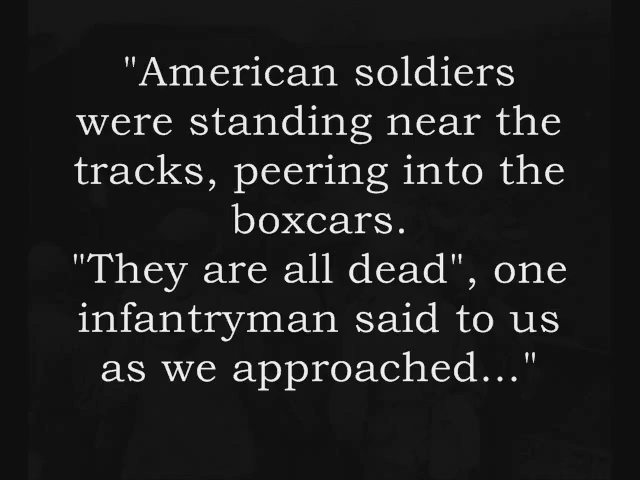 "American soldiers
were standing near the
tracks, peering into the
boxcars.
"They are all dead", one
infantryman said to us
as we approached..."